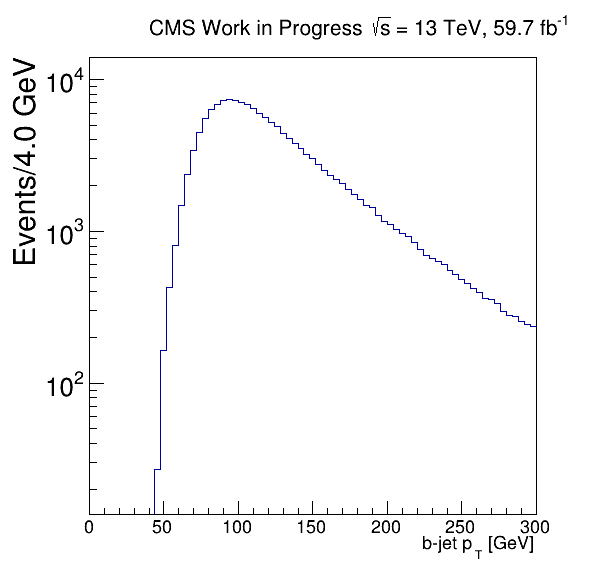 CMS Work in Progress √s = 13 TeV, 59.7 fb⁻¹
Events/4.0 GeV
10⁴
10³
10²
0 50 100 150 200 250 300
b-jet p_T [GeV]